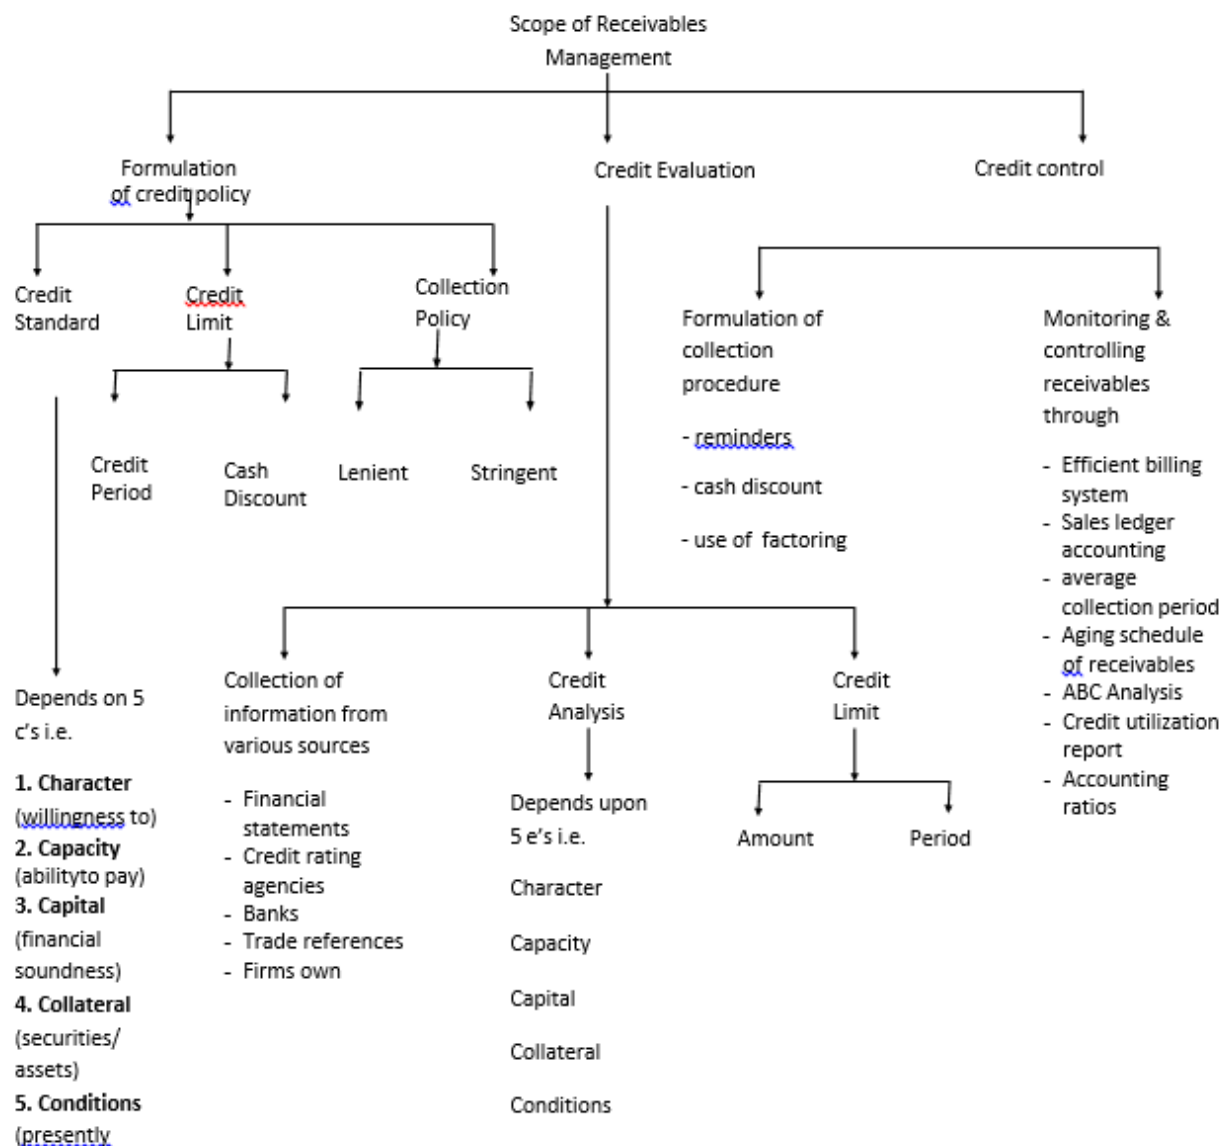 Scope of Receivables
Management
Formulation
of credit policy
Credit Evaluation
Credit control
Credit
Standard
Credit
Limit
Collection
Policy
Credit
Period
Cash
Discount
Lenient
Stringent
Formulation of
collection
procedure
- reminders
- cash discount
- use of factoring
Monitoring &
controlling
receivables
through
- Efficient billing
system
- Sales ledger
accounting
- average
collection period
- Aging schedule
of receivables
- ABC Analysis
- Credit utilization
report
- Accounting
ratios
Depends on 5
c's i.e.
1. Character
(willingness to)
2. Capacity
(abilityto pay)
3. Capital
(financial
soundness)
4. Collateral
(securities/
assets)
5. Conditions
(presently
Collection of
information from
various sources
- Financial
statements
- Credit rating
agencies
- Banks
- Trade references
- Firms own
Credit
Analysis
Depends upon
5 e's i.e.
Character
Capacity
Capital
Collateral
Conditions
Credit
Limit
Amount
Period